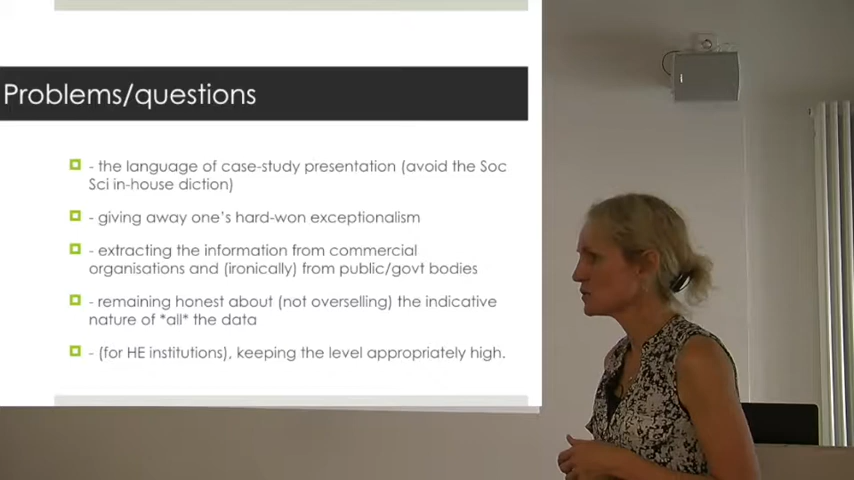 Problems/questions
- the language of case-study presentation (avoid the Soc
Sci in-house diction)
- giving away one's hard-won exceptionalism
- extracting the information from commercial
organisations and (ironically) from public/govt bodies
- remaining honest about (not overselling) the indicative
nature of *all* the data
- (for HE institutions), keeping the level appropriately high.